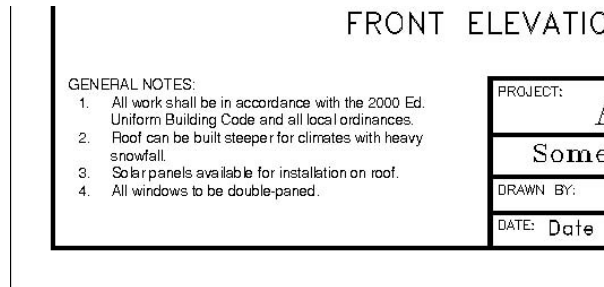 FRONT ELEVATIO
GENERAL NOTES:
1. All work shall be in accordance with the 2000 Ed.
Uniform Building Code and all local ordinances.
2. Roof can be built steeper for climates with heavy
snowfall.
3. Solar panels available for installation on roof.
4. All windows to be double-paned.
PROJECT:
A
Some
DRAWN BY:
DATE: Date